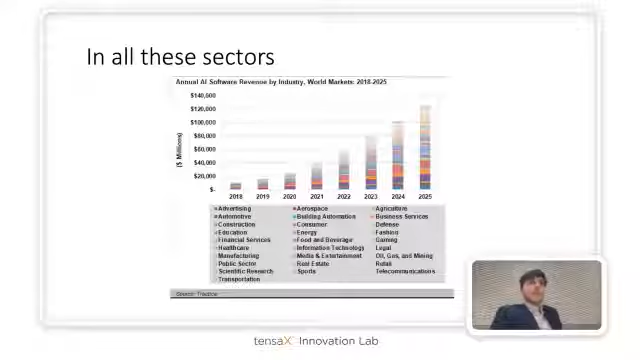 In all these sectors
Annual AI Software Revenue by Industry, World Markets: 2018-2025
($ Millions)
$140,000
$120,000
$100,000
$80,000
$60,000
$40,000
$20,000
$-
2018 2019 2020 2021 2022 2023 2024 2025
Advertising Aerospace Agriculture
Automotive Building Automation Business Services
Construction Consumer Defense
Education Energy Fashion
Financial Services Food and Beverage Gaming
Healthcare Information Technology Legal
Manufacturing Media & Entertainment Oil, Gas, and Mining
Public Sector Real Estate Retail
Scientific Research Sports Telecommunications
Transportation
Source: Tractica
tensaX Innovation Lab